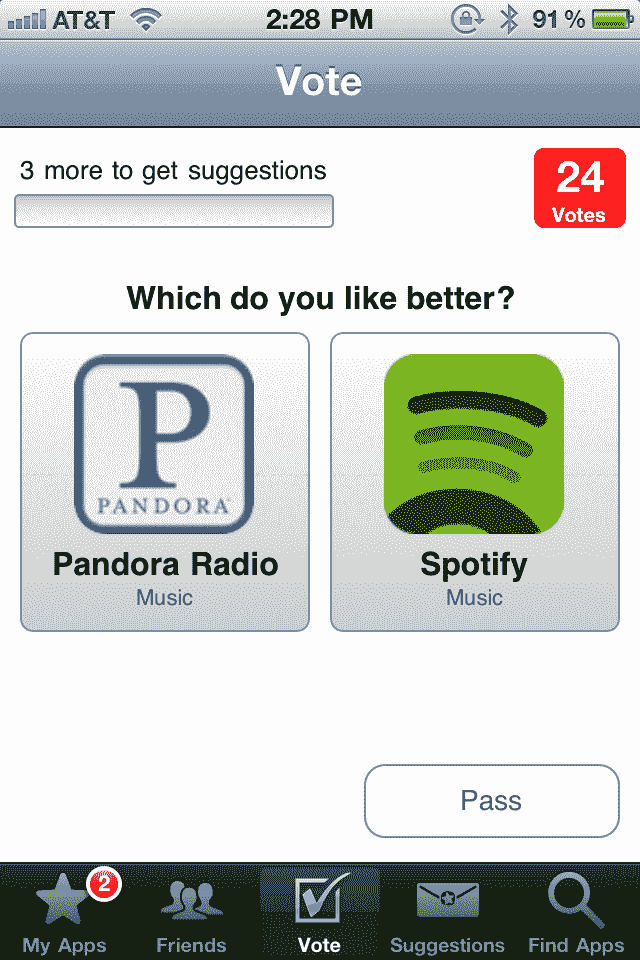 AT&T 2:28 PM 91%
Vote
3 more to get suggestions
24
Votes
Which do you like better?
P
PANDORA
Pandora Radio
Music
Spotify
Music
Pass
2
My Apps Friends Vote Suggestions Find Apps